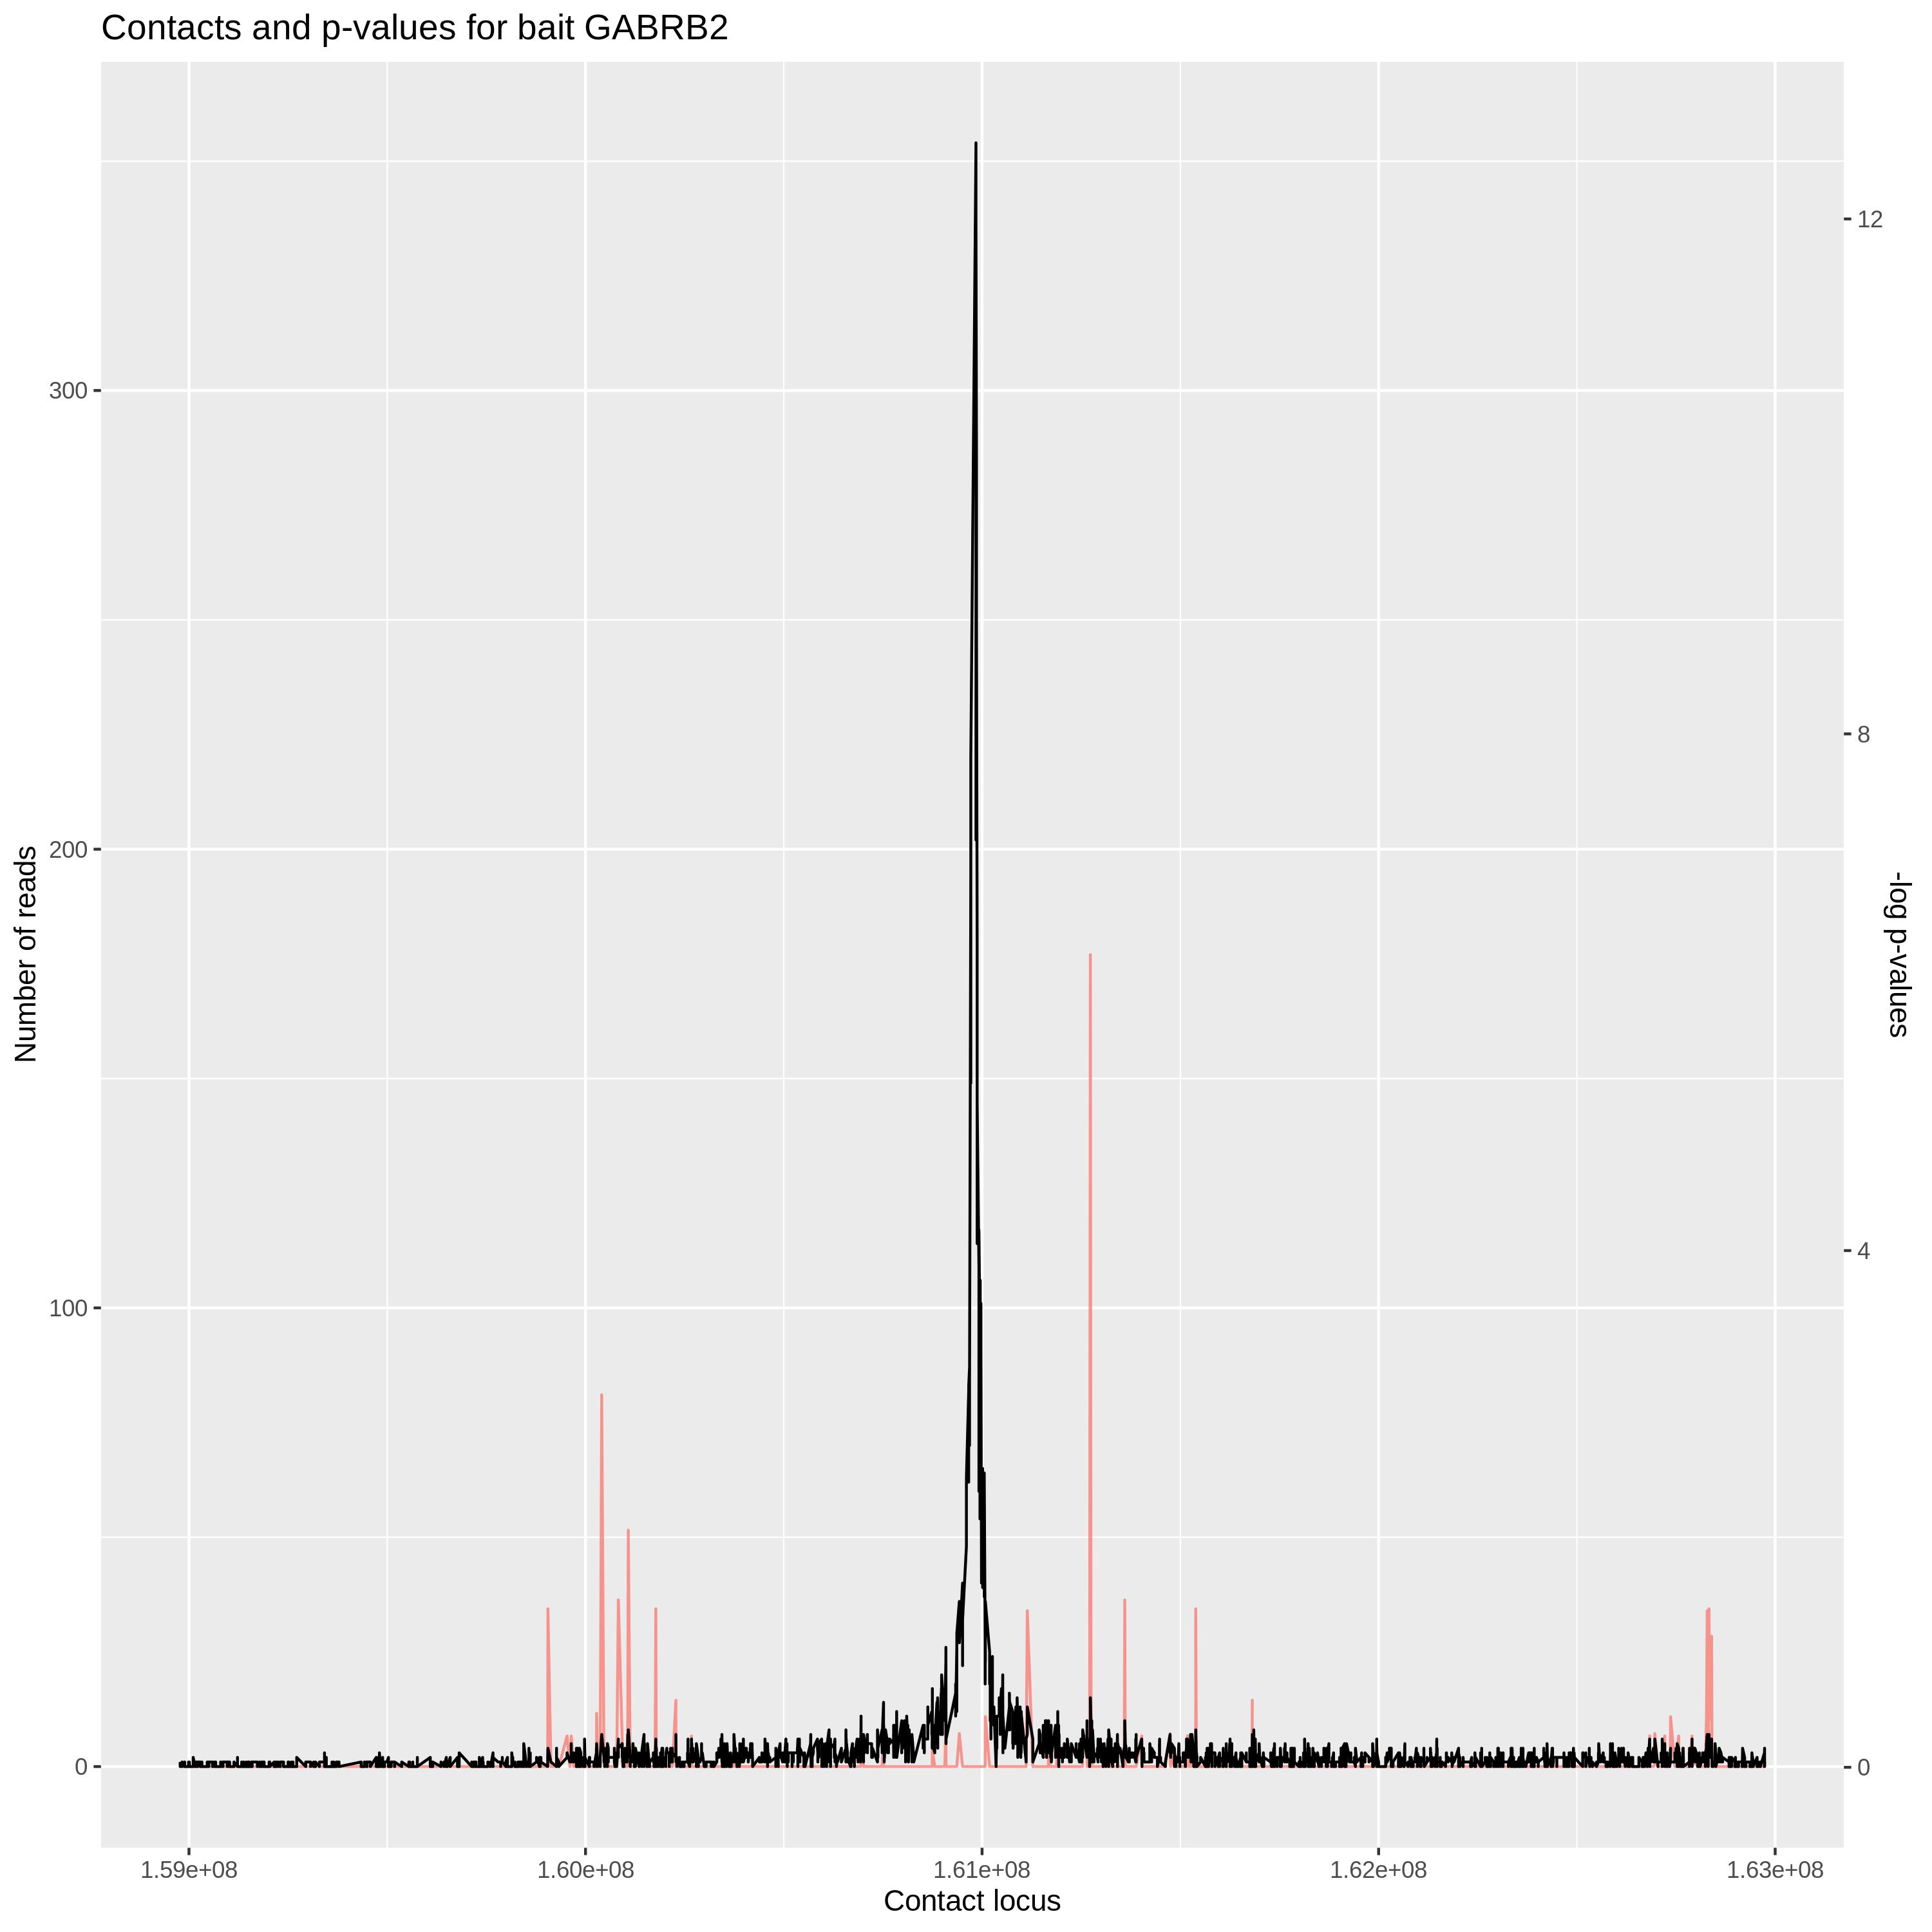 Contacts and p-values for bait GABRB2
300
200
100
0
12
8
4
0
Number of reads
-log p-values
1.59e+08 1.60e+08 1.61e+08 1.62e+08 1.63e+08
Contact locus